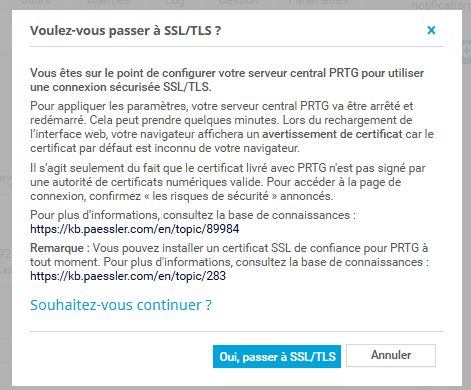 Jours Alarmes Log Gestion Paramètres
notification
Voulez-vous passer à SSL/TLS ?
Vous êtes sur le point de configurer votre serveur central PRTG pour utiliser
une connexion sécurisée SSL/TLS.
Pour appliquer les paramètres, votre serveur central PRTG va être arrêté et
redémarré. Cela peut prendre quelques minutes. Lors du rechargement de
l'interface web, votre navigateur affichera un avertissement de certificat car le
certificat par défaut est inconnu de votre navigateur.
Il s'agit seulement du fait que le certificat livré avec PRTG n'est pas signé par
une autorité de certificats numériques valide. Pour accéder à la page de
connexion, confirmez « les risques de sécurité » annoncés.
Pour plus d'informations, consultez la base de connaissances :
https://kb.paessler.com/en/topic/89984
Remarque : Vous pouvez installer un certificat SSL de confiance pour PRTG à
tout moment. Pour plus d'informations, consultez la base de connaissances :
https://kb.paessler.com/en/topic/283
Souhaitez-vous continuer ?
Oui, passer à SSL/TLS Annuler